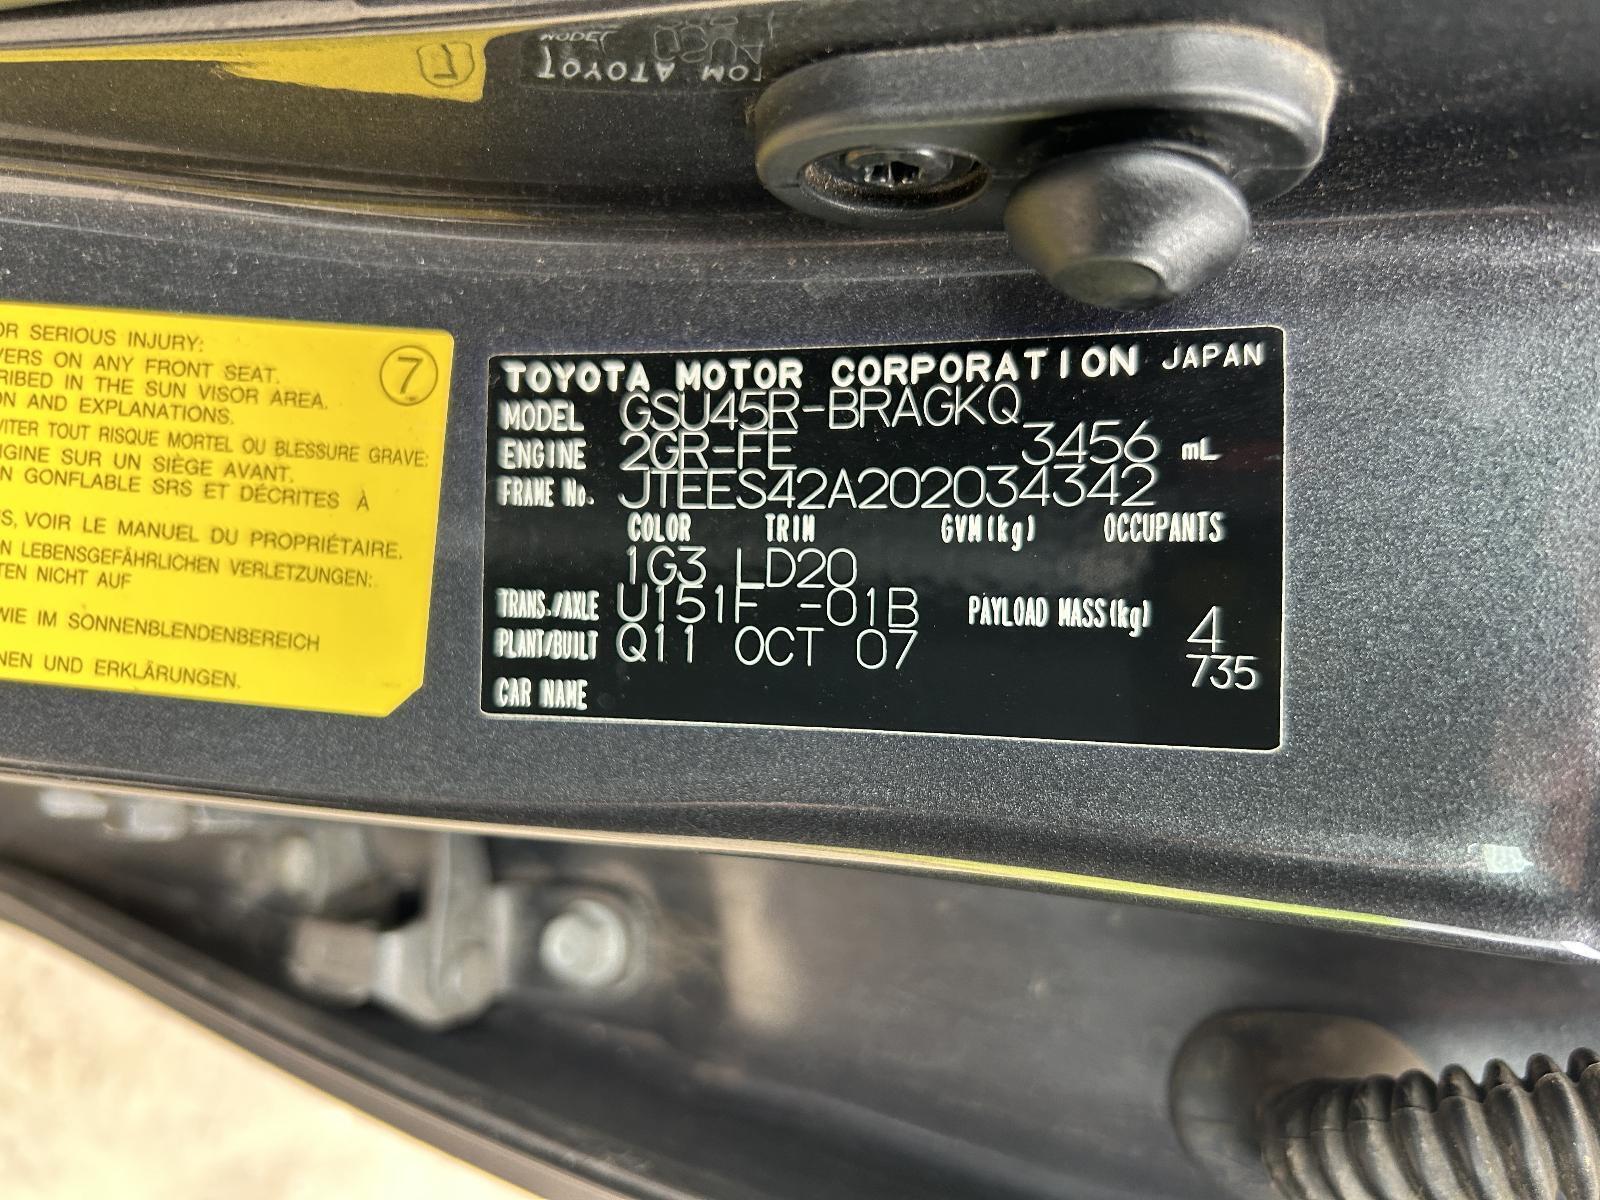 MODEL
TOYOTA MOT
OR SERIOUS INJURY:
VERS ON ANY FRONT SEAT.
RIBED IN THE SUN VISOR AREA.
ON AND EXPLANATIONS.
VITER TOUT RISQUE MORTEL OU BLESSURE GRAVE:
GINE SUR UN SIÈGE AVANT.
N GONFLABLE SRS ET DÉCRITES À
S, VOIR LE MANUEL DU PROPRIÉTAIRE.
N LEBENSGEFÄHRLICHEN VERLETZUNGEN:
TEN NICHT AUF
WIE IM SONNENBLENDENBEREICH
NEN UND ERKLÄRUNGEN.
7
TOYOTA MOTOR CORPORATION JAPAN
MODEL GSU45R-BRAGKQ
ENGINE 2GR-FE 3456 mL
FRAME No. JTEES42A202034342
COLOR TRIM GVM(kg) OCCUPANTS
1G3 LD20
TRANS./AXLE U151F -01B PAYLOAD MASS(kg) 4
PLANT/BUILT Q11 OCT 07 735
CAR NAME